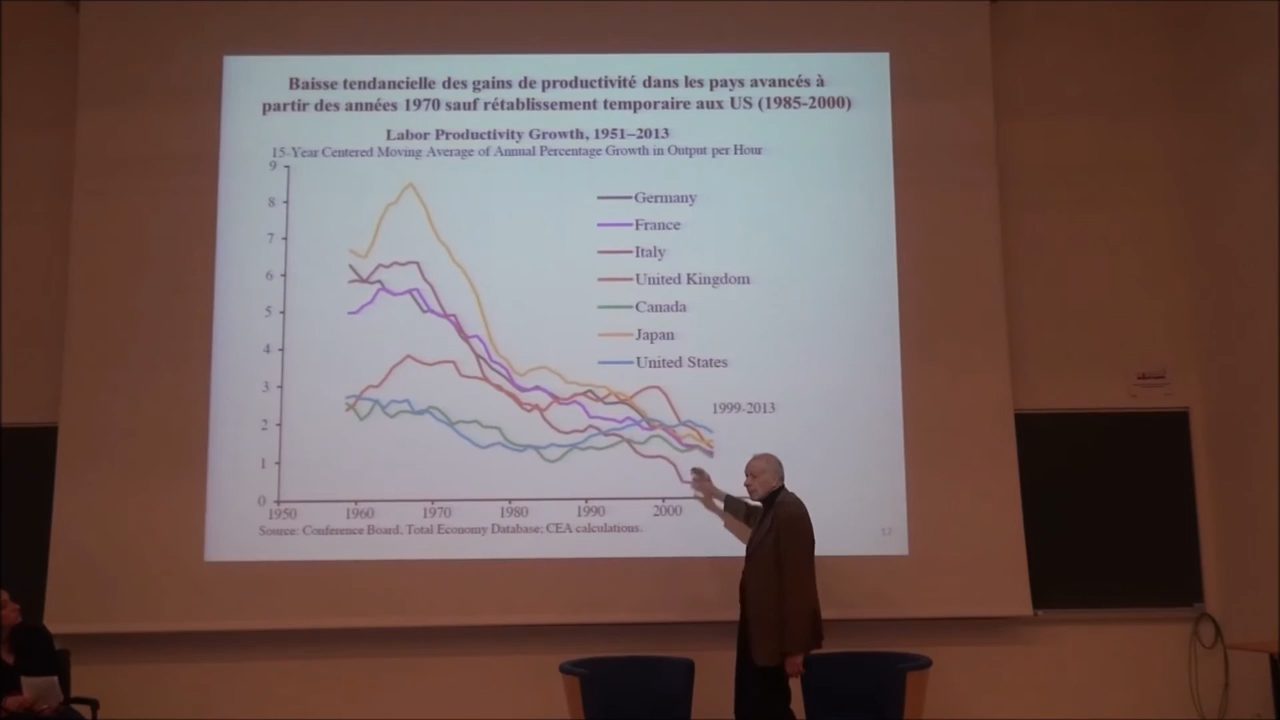 Baisse tendancielle des gains de productivité dans les pays avancés à
partir des années 1970 sauf rétablissement temporaire aux US (1985-2000)
Labor Productivity Growth, 1951–2013
15-Year Centered Moving Average of Annual Percentage Growth in Output per Hour
9
8
7
6
5
4
3
2
1
0
Germany
France
Italy
United Kingdom
Canada
Japan
United States
1999-2013
1950 1960 1970 1980 1990 2000
Source: Conference Board, Total Economy Database; CEA calculations.